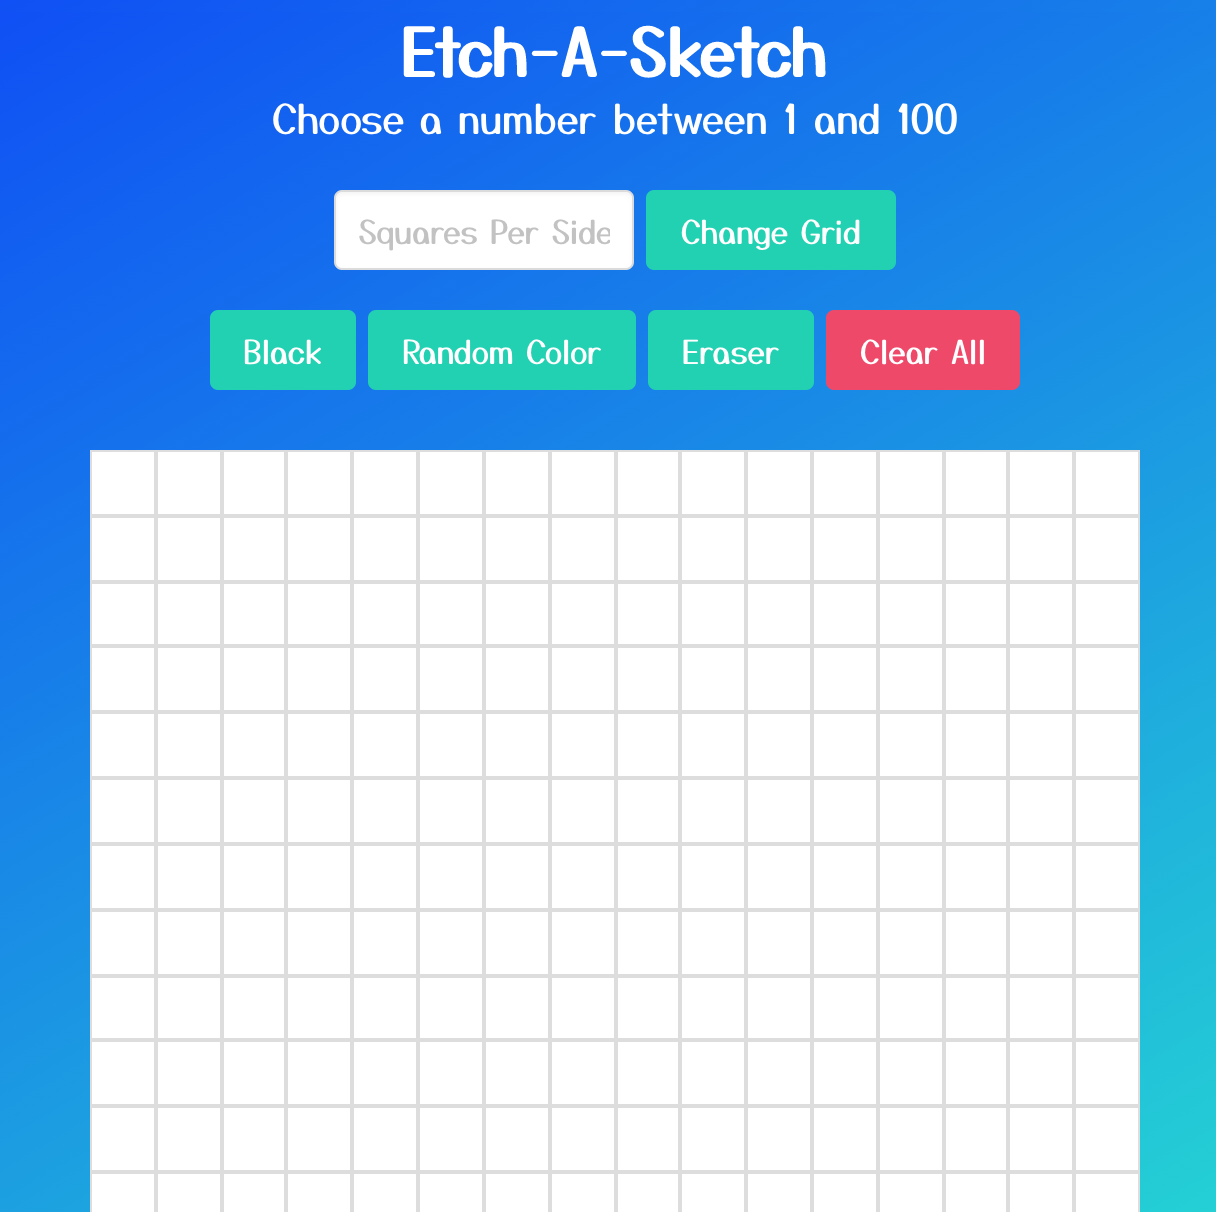 Etch-A-Sketch
Choose a number between 1 and 100
Squares Per Side
Change Grid
Black
Random Color
Eraser
Clear All